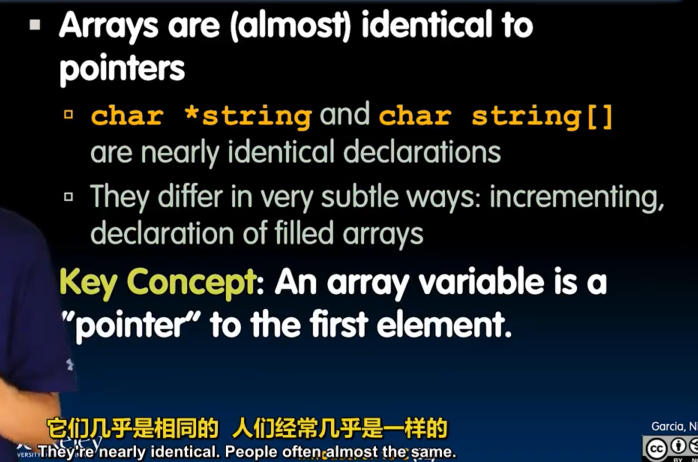 Arrays are (almost) identical to
pointers
char *string and char string[]
are nearly identical declarations
They differ in very subtle ways: incrementing,
declaration of filled arrays
Key Concept: An array variable is a
"pointer" to the first element.
它们几乎是相同的 人们经常几乎是一样的
They're nearly identical. People often almost the same.
Garcia, Ni
cc
BY